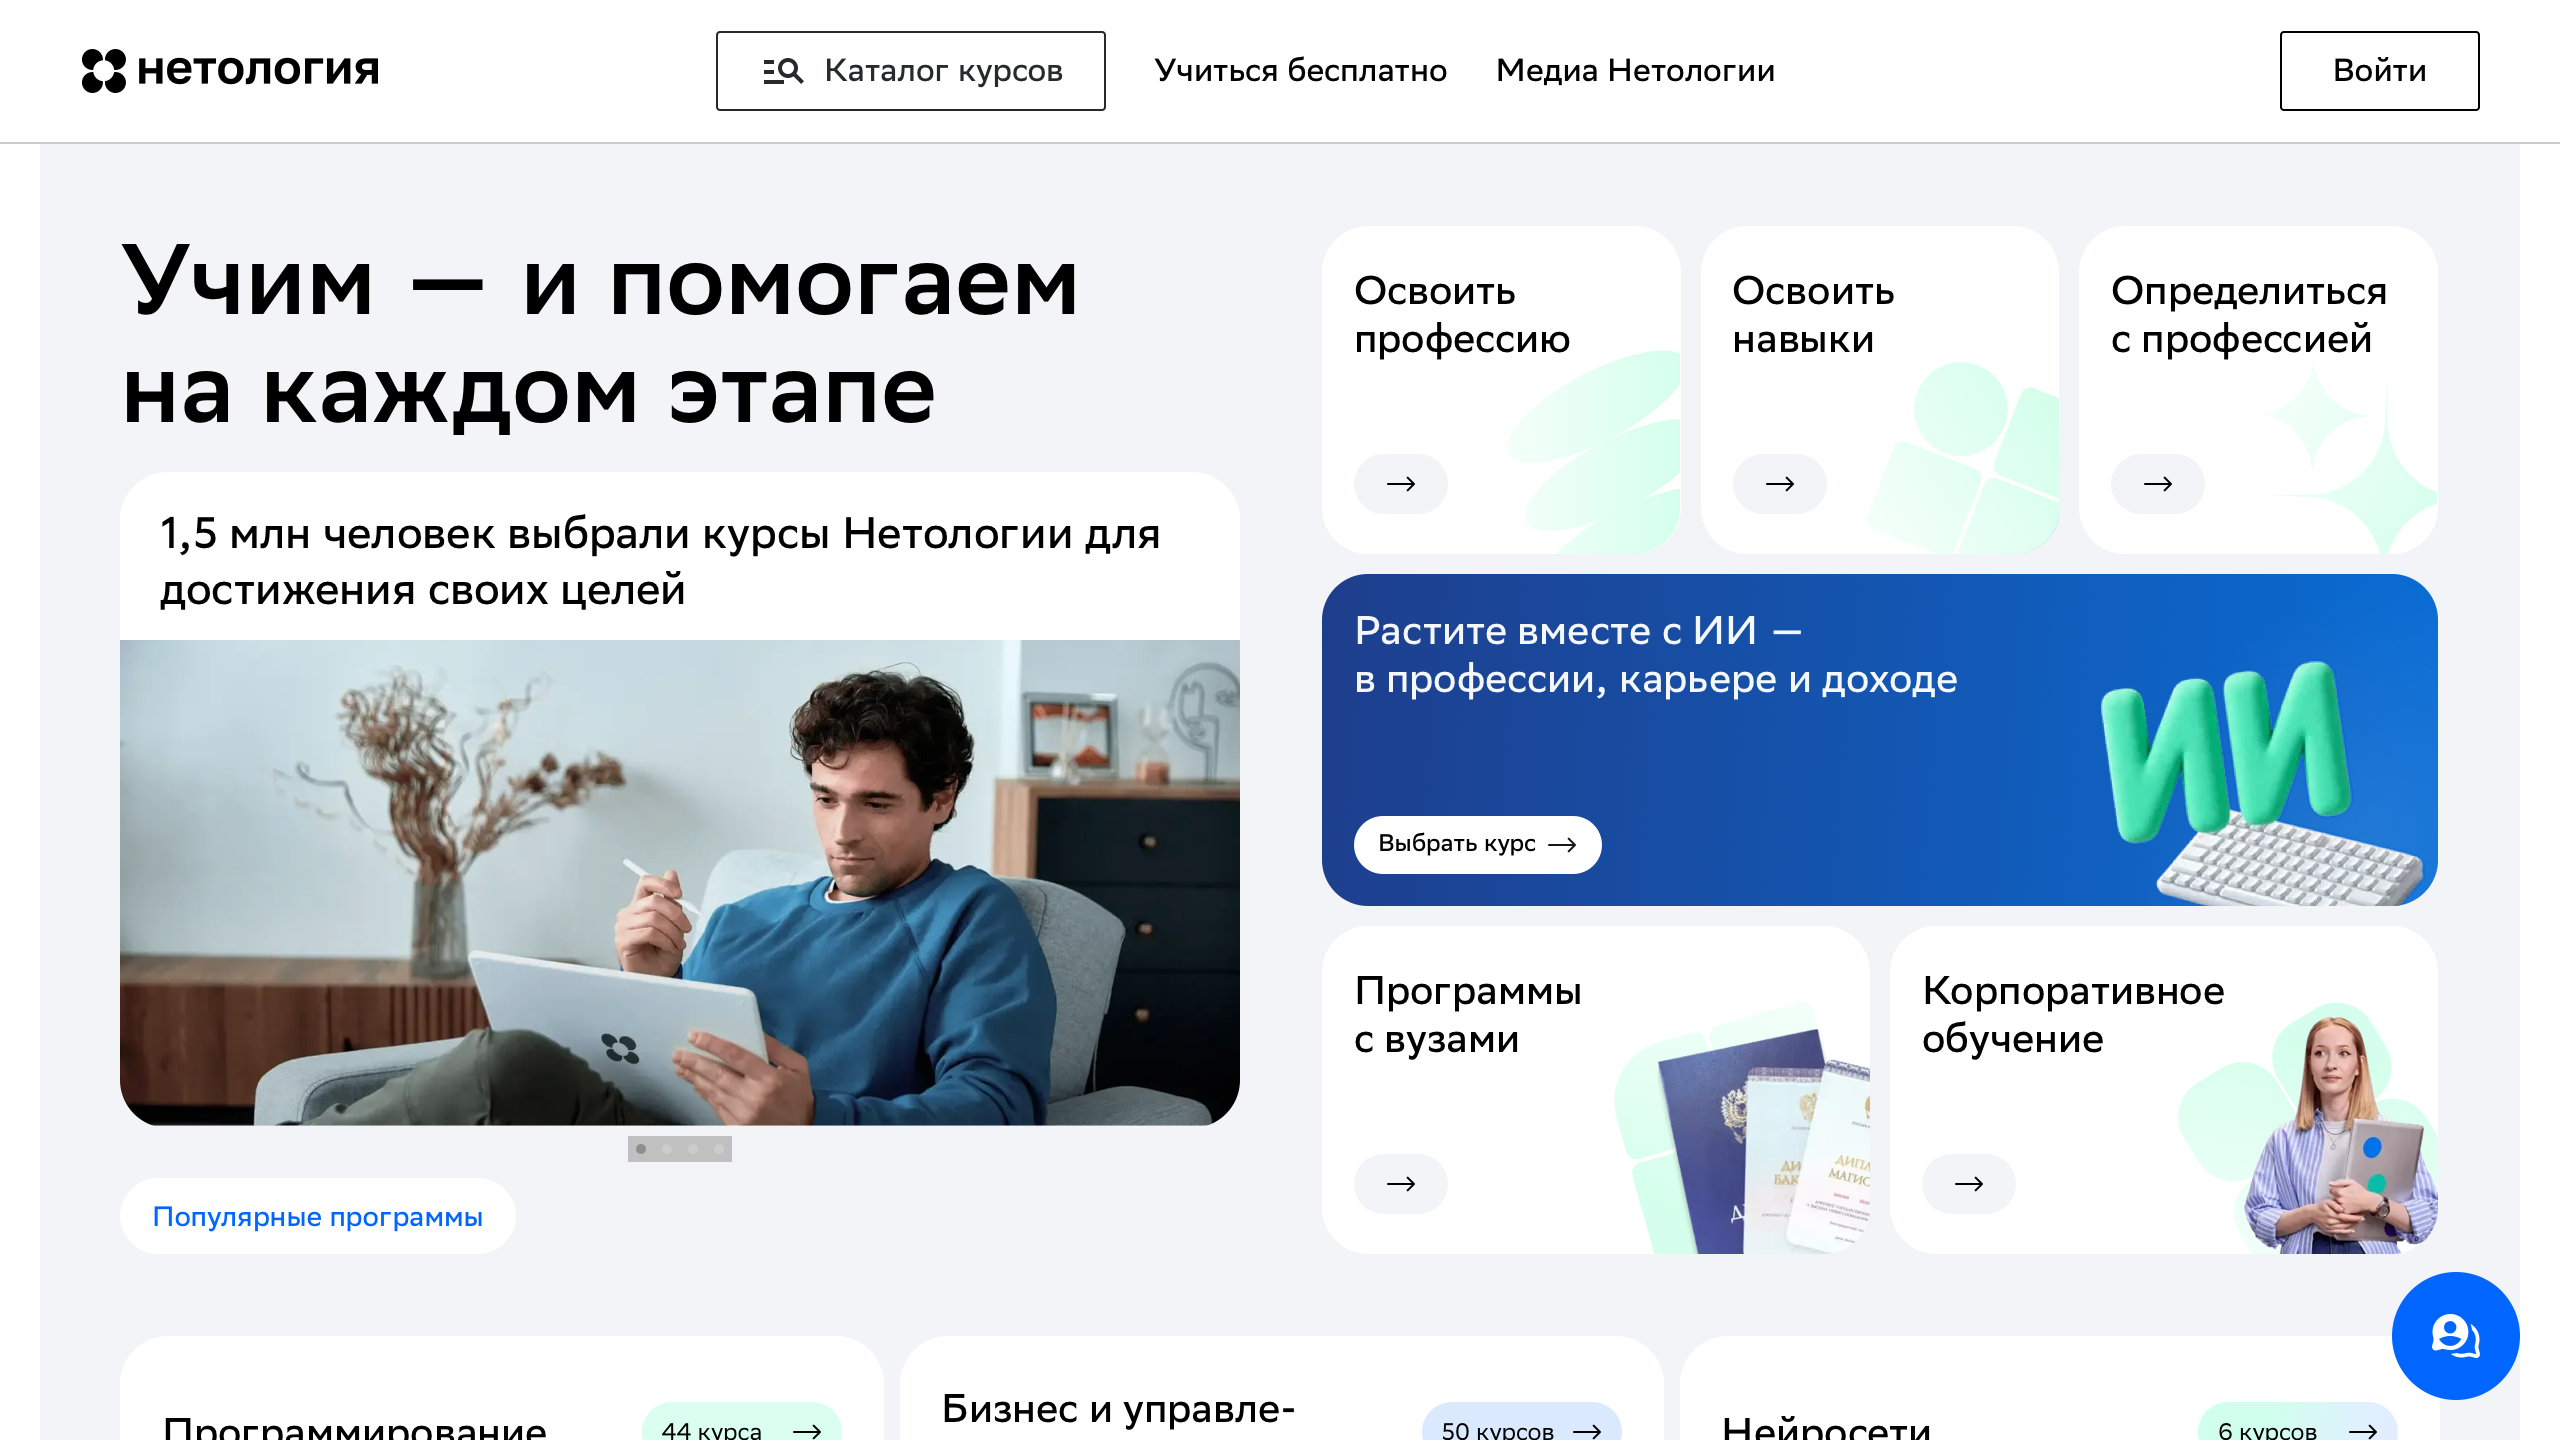 нетология
Каталог курсов
Учиться бесплатно
Медиа Нетологии
Войти
Учим — и помогаем
на каждом этапе
1,5 млн человек выбрали курсы Нетологии для
достижения своих целей
Популярные программы
Освоить
профессию
Освоить
навыки
Определиться
с профессией
Растите вместе с ИИ —
в профессии, карьере и доходе
Выбрать курс
ИИ
Программы
с вузами
Корпоративное
обучение
Программирование
44 курса
Бизнес и управле-
50 курсов
Нейросети
6 курсов